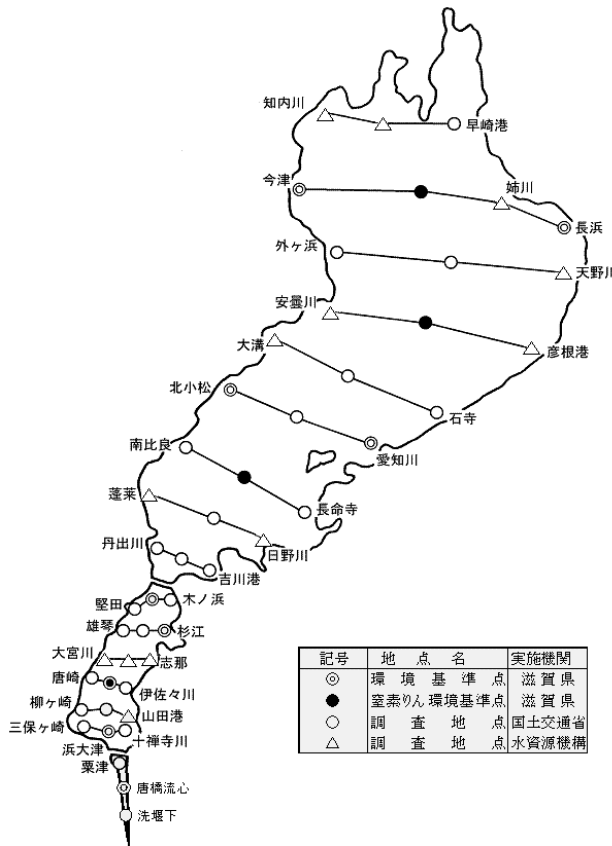 知内川
早崎港
今津
姉川
長浜
外ヶ浜
天野川
安曇川
大溝
彦根港
北小松
石寺
愛知川
南比良
蓬莱
長命寺
丹出川
日野川
吉川港
堅田
木ノ浜
雄琴
杉江
大宮川
志那
唐崎
伊佐々川
柳ヶ崎
山田港
三保ヶ崎
十禅寺川
浜大津
粟津
唐橋流心
洗堰下
記号 地点名 実施機関
◎ 環境基準点 滋賀県
● 窒素りん環境基準点 滋賀県
○ 調査地点 国土交通省
△ 調査地点 水資源機構